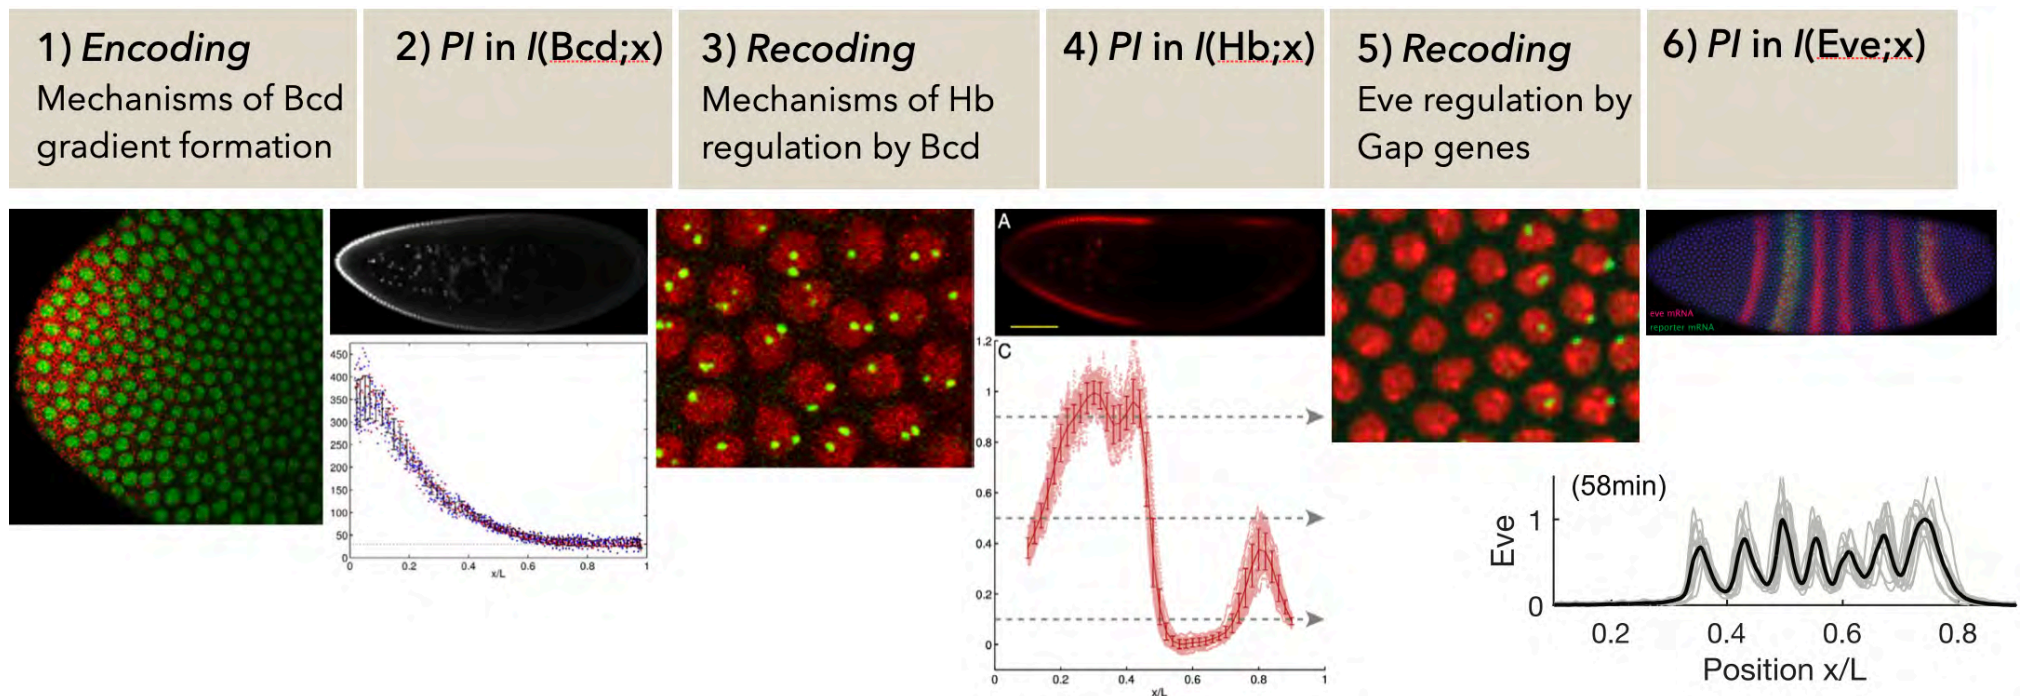 1) Encoding
Mechanisms of Bcd
gradient formation
2) PI in I(Bcd;x)
3) Recoding
Mechanisms of Hb
regulation by Bcd
4) PI in I(Hb;x)
5) Recoding
Eve regulation by
Gap genes
6) PI in I(Eve;x)
450
400
350
300
250
200
150
100
50
0
0 0.2 0.4 0.6 0.8 1
x/L
A
C
1.2
1
0.8
0.6
0.4
0.2
0
0 0.2 0.4 0.6 0.8 1
x/L
eve mRNA
reporter mRNA
(58min)
Eve
1
0
0.2 0.4 0.6 0.8
Position x/L